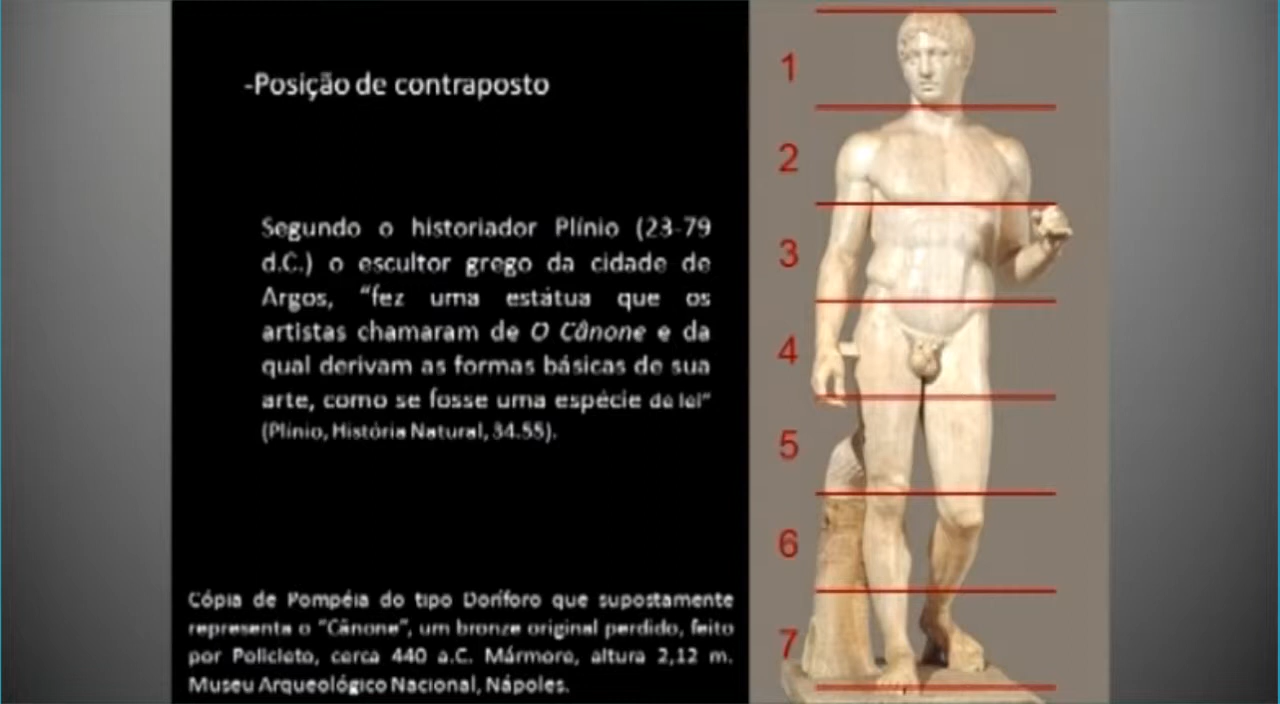 -Posição de contraposto
Segundo o historiador Plínio (23-79
d.C.) o escultor grego da cidade de
Argos, "fez uma estátua que os
artistas chamaram de O Cânone e da
qual derivam as formas básicas de sua
arte, como se fosse uma espécie de lei"
(Plínio, História Natural, 34.55).
Cópia de Pompéia do tipo Doríforo que supostamente
representa o "Cânone", um bronze original perdido, feito
por Policleto, cerca 440 a.C. Mármore, altura 2,12 m.
Museu Arqueológico Nacional, Nápoles.
1
2
3
4
5
6
7